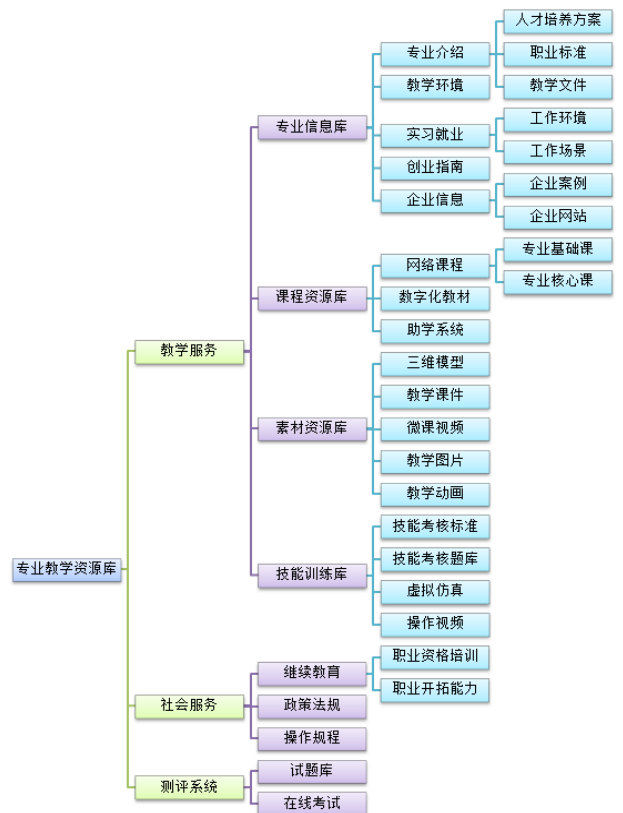 专业教学资源库
教学服务
专业信息库
专业介绍
人才培养方案
职业标准
教学文件
教学环境
实习就业
工作环境
工作场景
创业指南
企业信息
企业案例
企业网站
课程资源库
网络课程
专业基础课
专业核心课
数字化教材
助学系统
素材资源库
三维模型
教学课件
微课视频
教学图片
教学动画
技能训练库
技能考核标准
技能考核题库
虚拟仿真
操作视频
社会服务
继续教育
职业资格培训
职业开拓能力
政策法规
操作规程
测评系统
试题库
在线考试